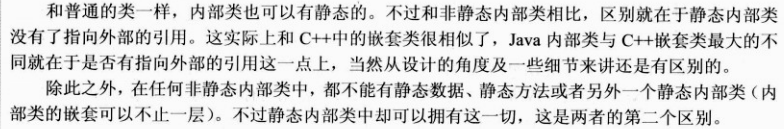 和普通的类一样，内部类也可以有静态的。不过和非静态内部类相比，区别就在于静态内部类
没有了指向外部的引用。这实际上和 C++中的嵌套类很相似了，Java 内部类与 C++嵌套类最大的不
同就在于是否有指向外部的引用这一点上，当然从设计的角度及一些细节来讲还是有区别的。
除此之外，在任何非静态内部类中，都不能有静态数据、静态方法或者另外一个静态内部类（内
部类的嵌套可以不止一层）。不过静态内部类中却可以拥有这一切，这是两者的第二个区别。